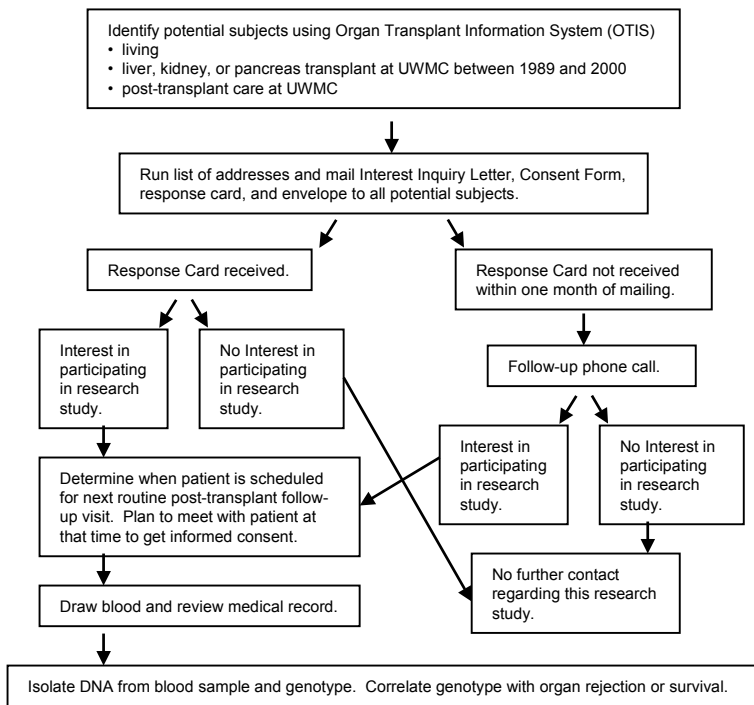 Identify potential subjects using Organ Transplant Information System (OTIS)
• living
• liver, kidney, or pancreas transplant at UWMC between 1989 and 2000
• post-transplant care at UWMC
Run list of addresses and mail Interest Inquiry Letter, Consent Form,
response card, and envelope to all potential subjects.
Response Card received.
Response Card not received
within one month of mailing.
Interest in
participating
in research
study.
No Interest in
participating
in research
study.
Follow-up phone call.
Interest in
participating
in research
study.
No Interest in
participating
in research
study.
Determine when patient is scheduled
for next routine post-transplant follow-
up visit.  Plan to meet with patient at
that time to get informed consent.
No further contact
regarding this research
study.
Draw blood and review medical record.
Isolate DNA from blood sample and genotype.  Correlate genotype with organ rejection or survival.